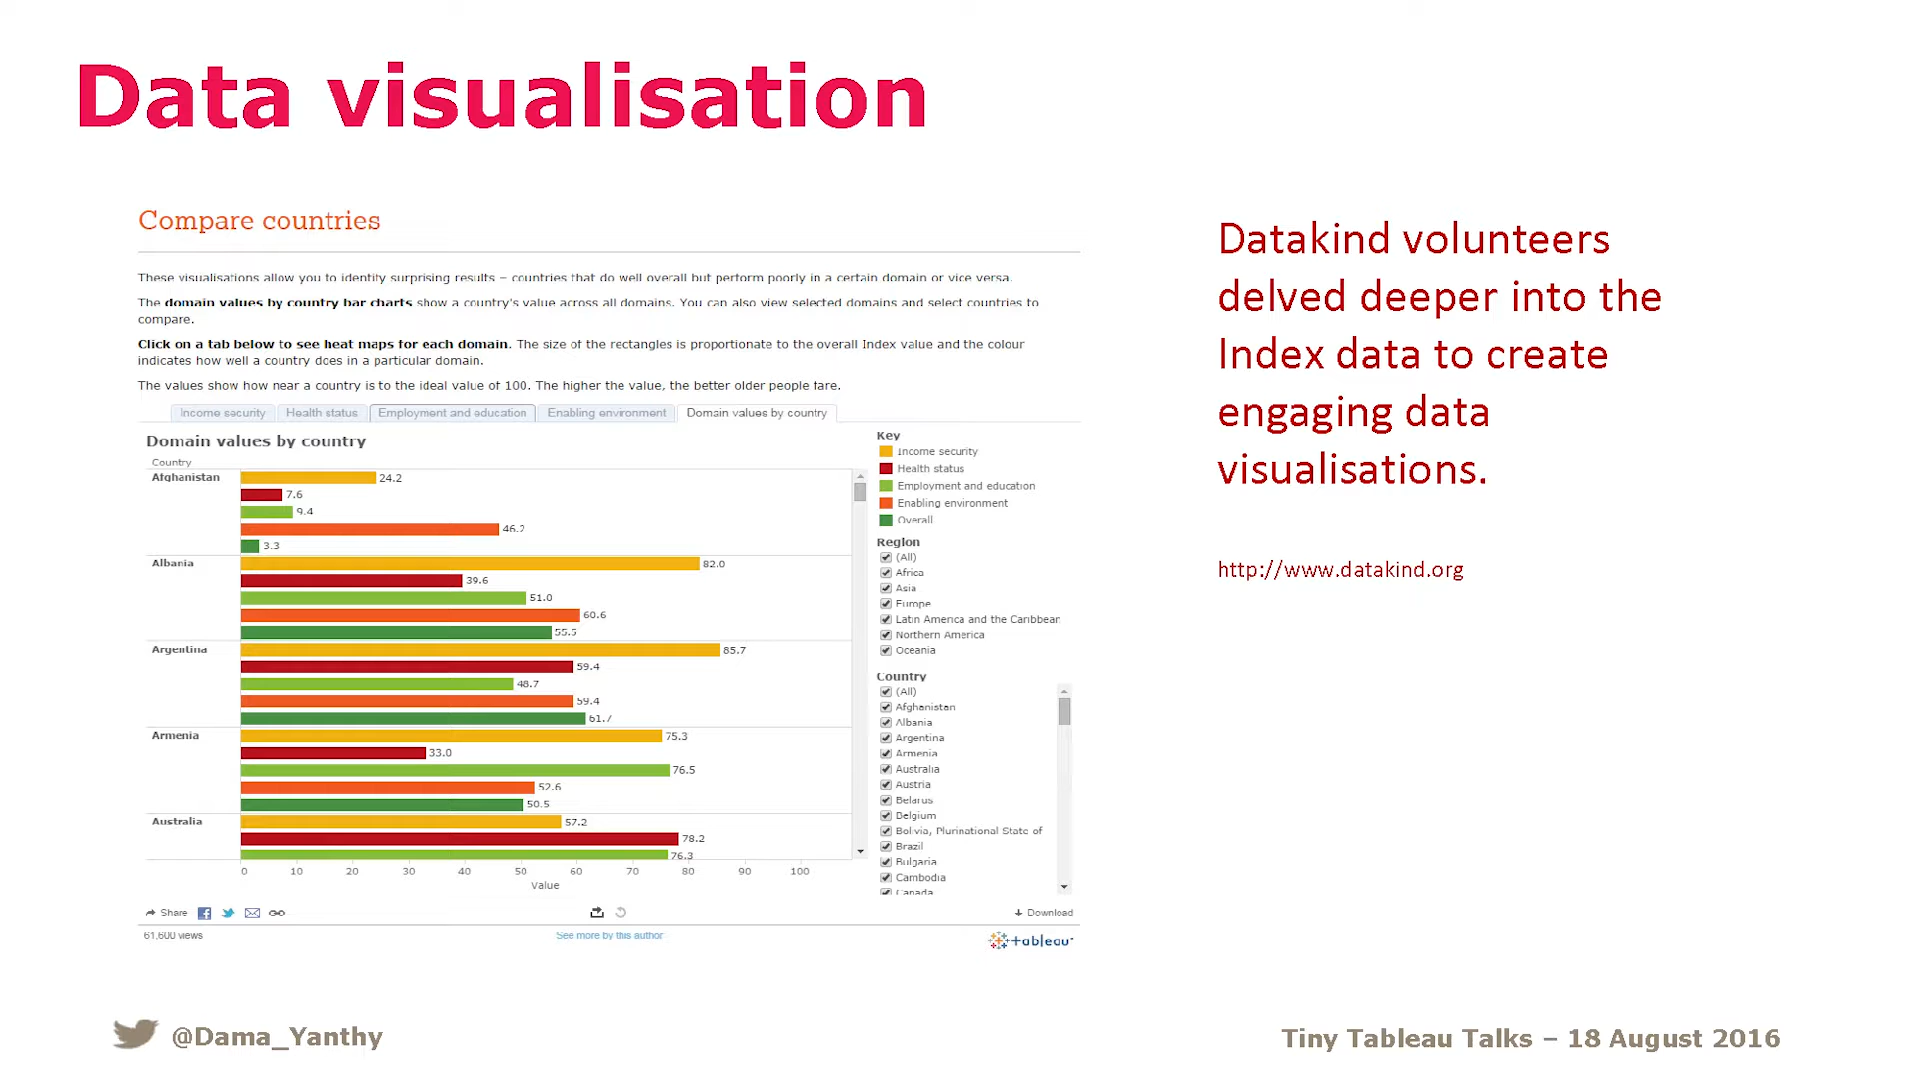 Data visualisation
Compare countries
These visualisations allow you to identity surprising results – countries that do well overall but perform poorly in a certain domain or vice versa.
The domain values by country bar charts show a country's value across all domains. You can also view selected domains and select countries to
compare.
Click on a tab below to see heat maps for each domain. The size of the rectangles is proportionate to the overall Index value and the colour
indicates how well a country does in a particular domain.
The values show how near a country is to the ideal value of 100. The higher the value, the better older people fare.
Income security Health status Employment and education Enabling environment Domain values by country
Domain values by country
Country
Afghanistan 24.2
7.6
9.4
46.2
3.3
Albania 82.0
39.6
51.0
60.6
55.5
Argentina 85.7
59.4
48.7
59.4
61.7
Armenia 75.3
33.0
76.5
52.6
50.5
Australia 57.2
78.2
76.3
0 10 20 30 40 50 60 70 80 90 100
Value
Key
Income security
Health status
Employment and education
Enabling environment
Overall
Region
(All)
Africa
Asia
Europe
Latin America and the Caribbean
Northern America
Oceania
Country
(All)
Afghanistan
Albania
Argentina
Armenia
Australia
Austria
Belarus
Belgium
Bolivia, Plurinational State of
Brazil
Bulgaria
Cambodia
Canada
Share
Download
61,600 views
See more by this author
+ableau
Datakind volunteers
delved deeper into the
Index data to create
engaging data
visualisations.
http://www.datakind.org
@Dama_Yanthy
Tiny Tableau Talks – 18 August 2016